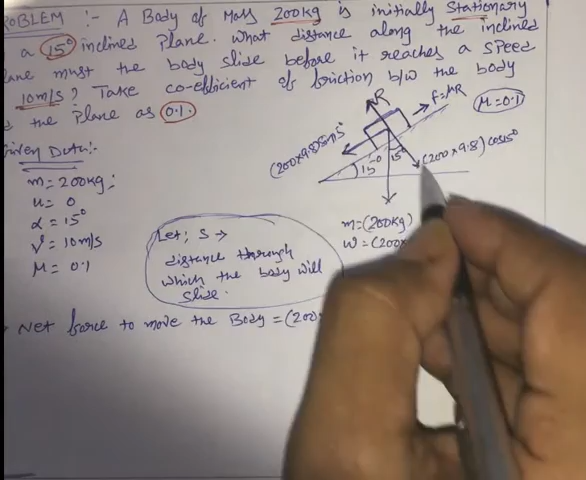 ROBLEM :- A Body of Mass 200kg is initially Stationary
a 15° inclined Plane. What distance along the inclined
lane must the body Slide before it reaches a SPeed
10m/s? Take co-efficient of friction b/w the body
the Plane as 0.1.
Given Data:-
m=200kg;
u=0
α=15°
V=10m/s
μ=0.1
R
F=μR
μ=0.1
(200×9.8)Sin15°
15°
15°
(200×9.8)cos15°
m=(200kg)
W=(200×
Let; S →
distance through
which the body will
Slide.
Net force to move the Body =(200